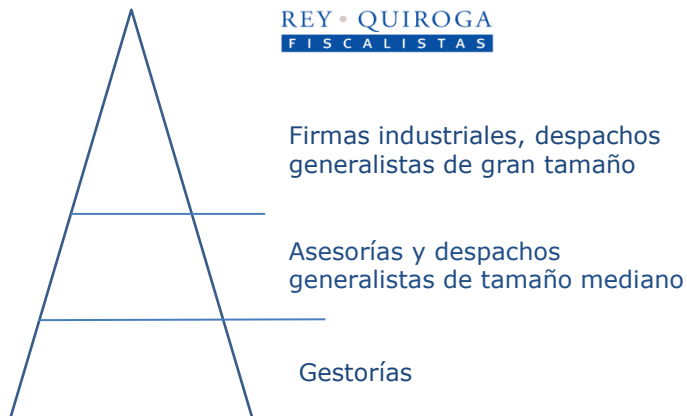 REY • QUIROGA
FISCALISTAS
Firmas industriales, despachos
generalistas de gran tamaño
Asesorías y despachos
generalistas de tamaño mediano
Gestorías